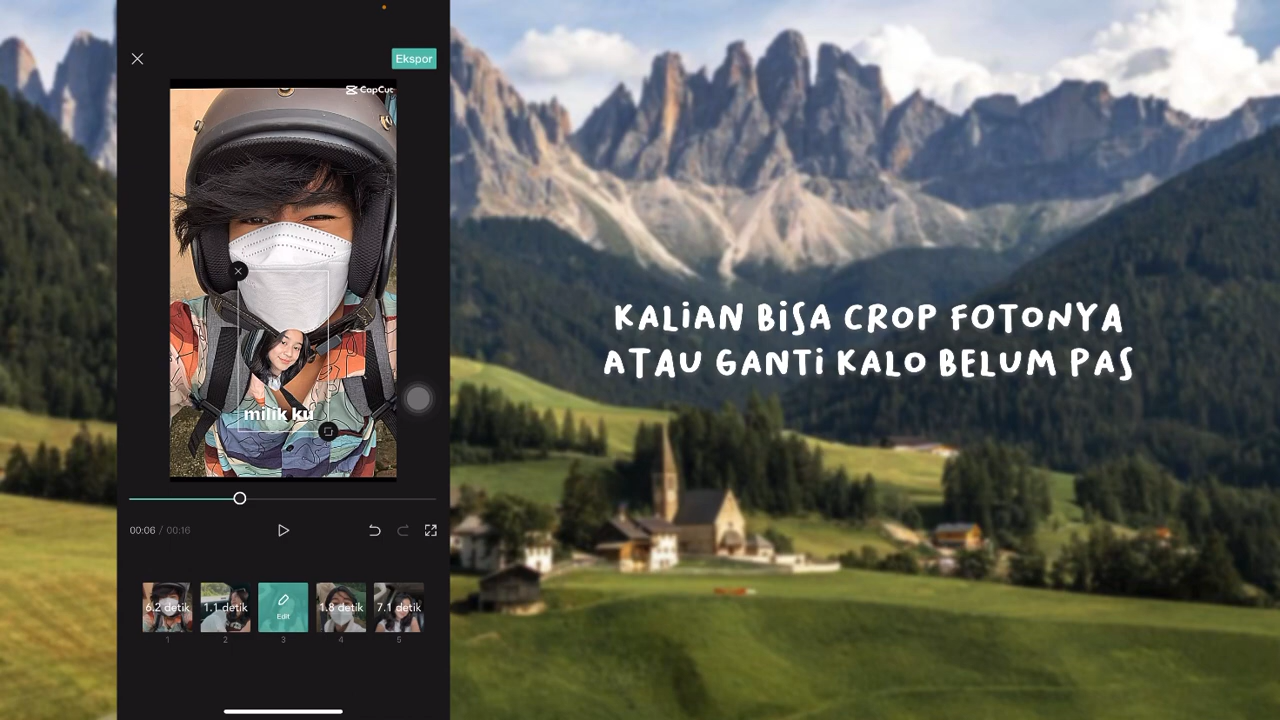 Ekspor
CapCut
milik ku
00:06 / 00:16
6.2 detik
1.1 detik
Edit
1.8 detik
7.1 detik
1
2
3
4
5
KALIAN BISA CROP FOTONYA
ATAU GANTI KALO BELUM PAS